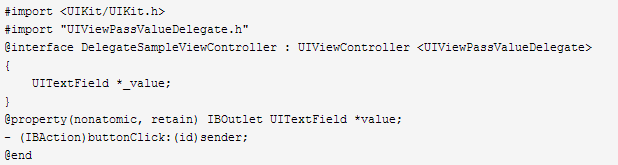 #import <UIKit/UIKit.h>
#import "UIViewPassValueDelegate.h"
@interface DelegateSampleViewController : UIViewController <UIViewPassValueDelegate>
{
    UITextField *_value;
}
@property(nonatomic, retain) IBOutlet UITextField *value;
- (IBAction)buttonClick:(id)sender;
@end